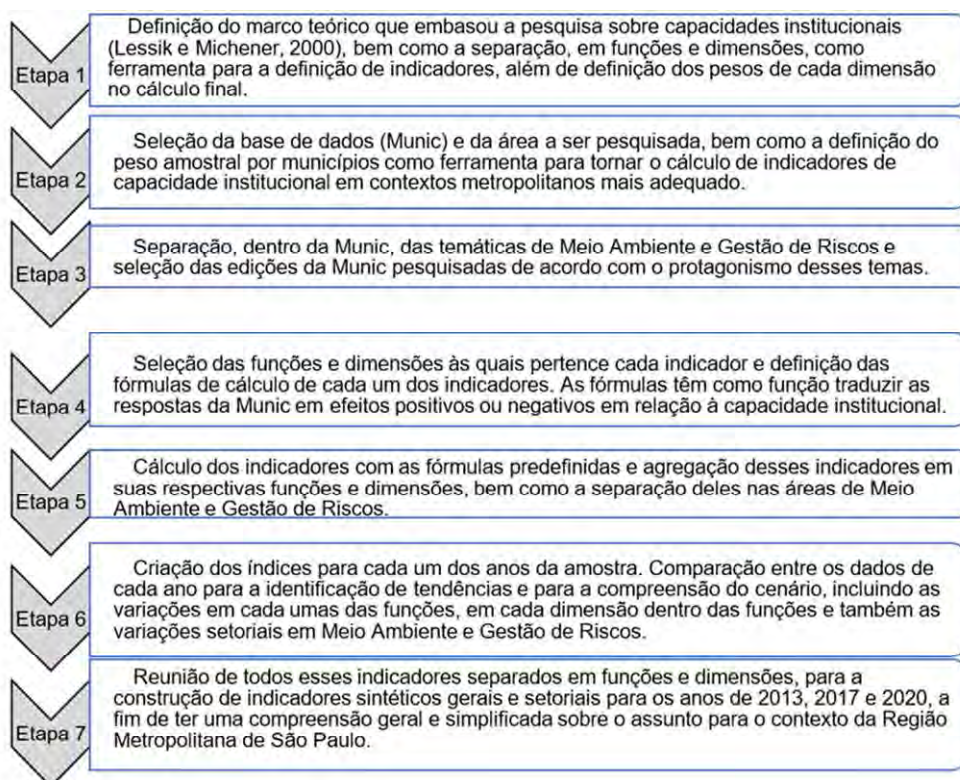 Etapa 1
Definição do marco teórico que embasou a pesquisa sobre capacidades institucionais
(Lessik e Michener, 2000), bem como a separação, em funções e dimensões, como
ferramenta para a definição de indicadores, além de definição dos pesos de cada dimensão
no cálculo final.
Etapa 2
Seleção da base de dados (Munic) e da área a ser pesquisada, bem como a definição do
peso amostral por municípios como ferramenta para tornar o cálculo de indicadores de
capacidade institucional em contextos metropolitanos mais adequado.
Etapa 3
Separação, dentro da Munic, das temáticas de Meio Ambiente e Gestão de Riscos e
seleção das edições da Munic pesquisadas de acordo com o protagonismo desses temas.
Etapa 4
Seleção das funções e dimensões às quais pertence cada indicador e definição das
fórmulas de cálculo de cada um dos indicadores. As fórmulas têm como função traduzir as
respostas da Munic em efeitos positivos ou negativos em relação à capacidade institucional.
Etapa 5
Cálculo dos indicadores com as fórmulas predefinidas e agregação desses indicadores em
suas respectivas funções e dimensões, bem como a separação deles nas áreas de Meio
Ambiente e Gestão de Riscos.
Etapa 6
Criação dos índices para cada um dos anos da amostra. Comparação entre os dados de
cada ano para a identificação de tendências e para a compreensão do cenário, incluindo as
variações em cada umas das funções, em cada dimensão dentro das funções e também as
variações setoriais em Meio Ambiente e Gestão de Riscos.
Etapa 7
Reunião de todos esses indicadores separados em funções e dimensões, para a
construção de indicadores sintéticos gerais e setoriais para os anos de 2013, 2017 e 2020, a
fim de ter uma compreensão geral e simplificada sobre o assunto para o contexto da Região
Metropolitana de São Paulo.